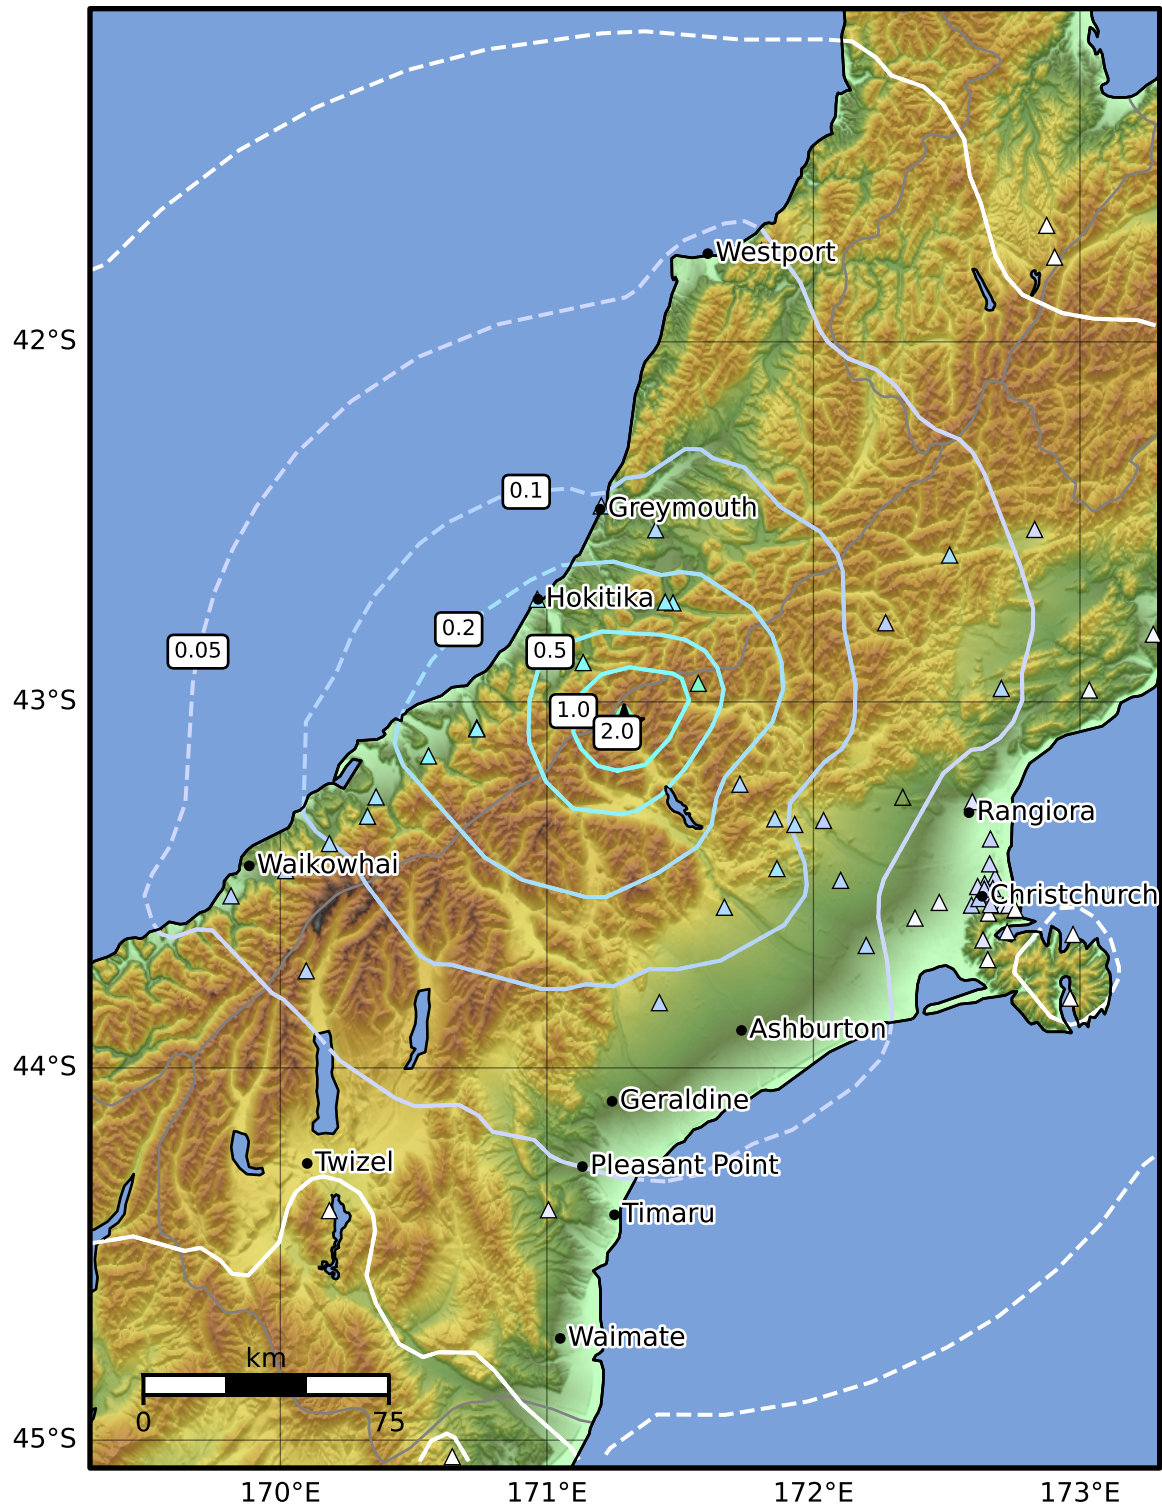 Westport
42°S
0.1
Greymouth
Hokitika
0.2
0.05
0.5
43°S
1.0
2.0
Rangiora
Waikowhai
Christchurch
Ashburton
44°S
Geraldine
Twizel
Pleasant Point
Timaru
Waimate
km
0 75
45°S
170°E 171°E 172°E 173°E